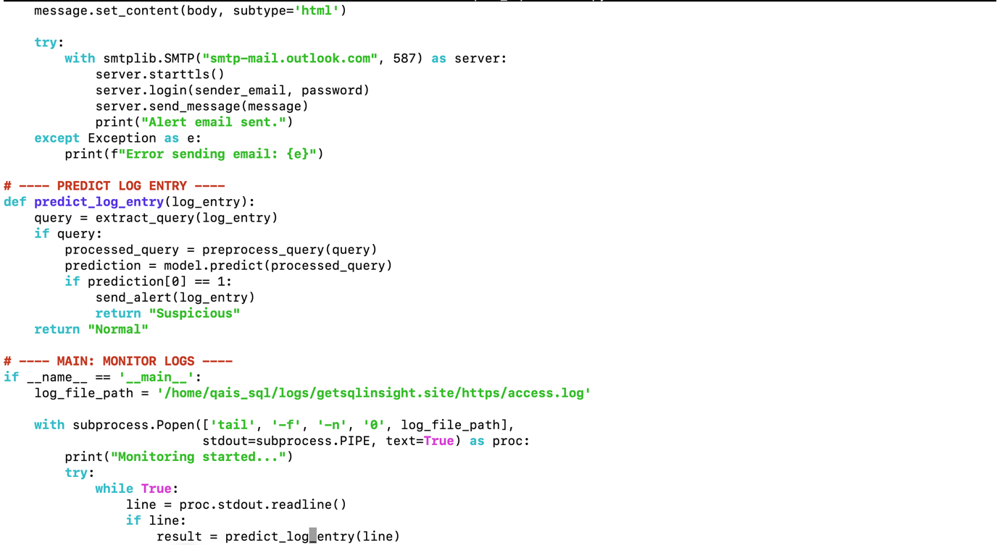 message.set_content(body, subtype='html')

    try:
        with smtplib.SMTP("smtp-mail.outlook.com", 587) as server:
            server.starttls()
            server.login(sender_email, password)
            server.send_message(message)
            print("Alert email sent.")
    except Exception as e:
        print(f"Error sending email: {e}")

# ---- PREDICT LOG ENTRY ----
def predict_log_entry(log_entry):
    query = extract_query(log_entry)
    if query:
        processed_query = preprocess_query(query)
        prediction = model.predict(processed_query)
        if prediction[0] == 1:
            send_alert(log_entry)
            return "Suspicious"
    return "Normal"

# ---- MAIN: MONITOR LOGS ----
if __name__ == '__main__':
    log_file_path = '/home/qais_sql/logs/getsqlinsight.site/https/access.log'

    with subprocess.Popen(['tail', '-f', '-n', '0', log_file_path],
                          stdout=subprocess.PIPE, text=True) as proc:
        print("Monitoring started...")
        try:
            while True:
                line = proc.stdout.readline()
                if line:
                    result = predict_log_entry(line)